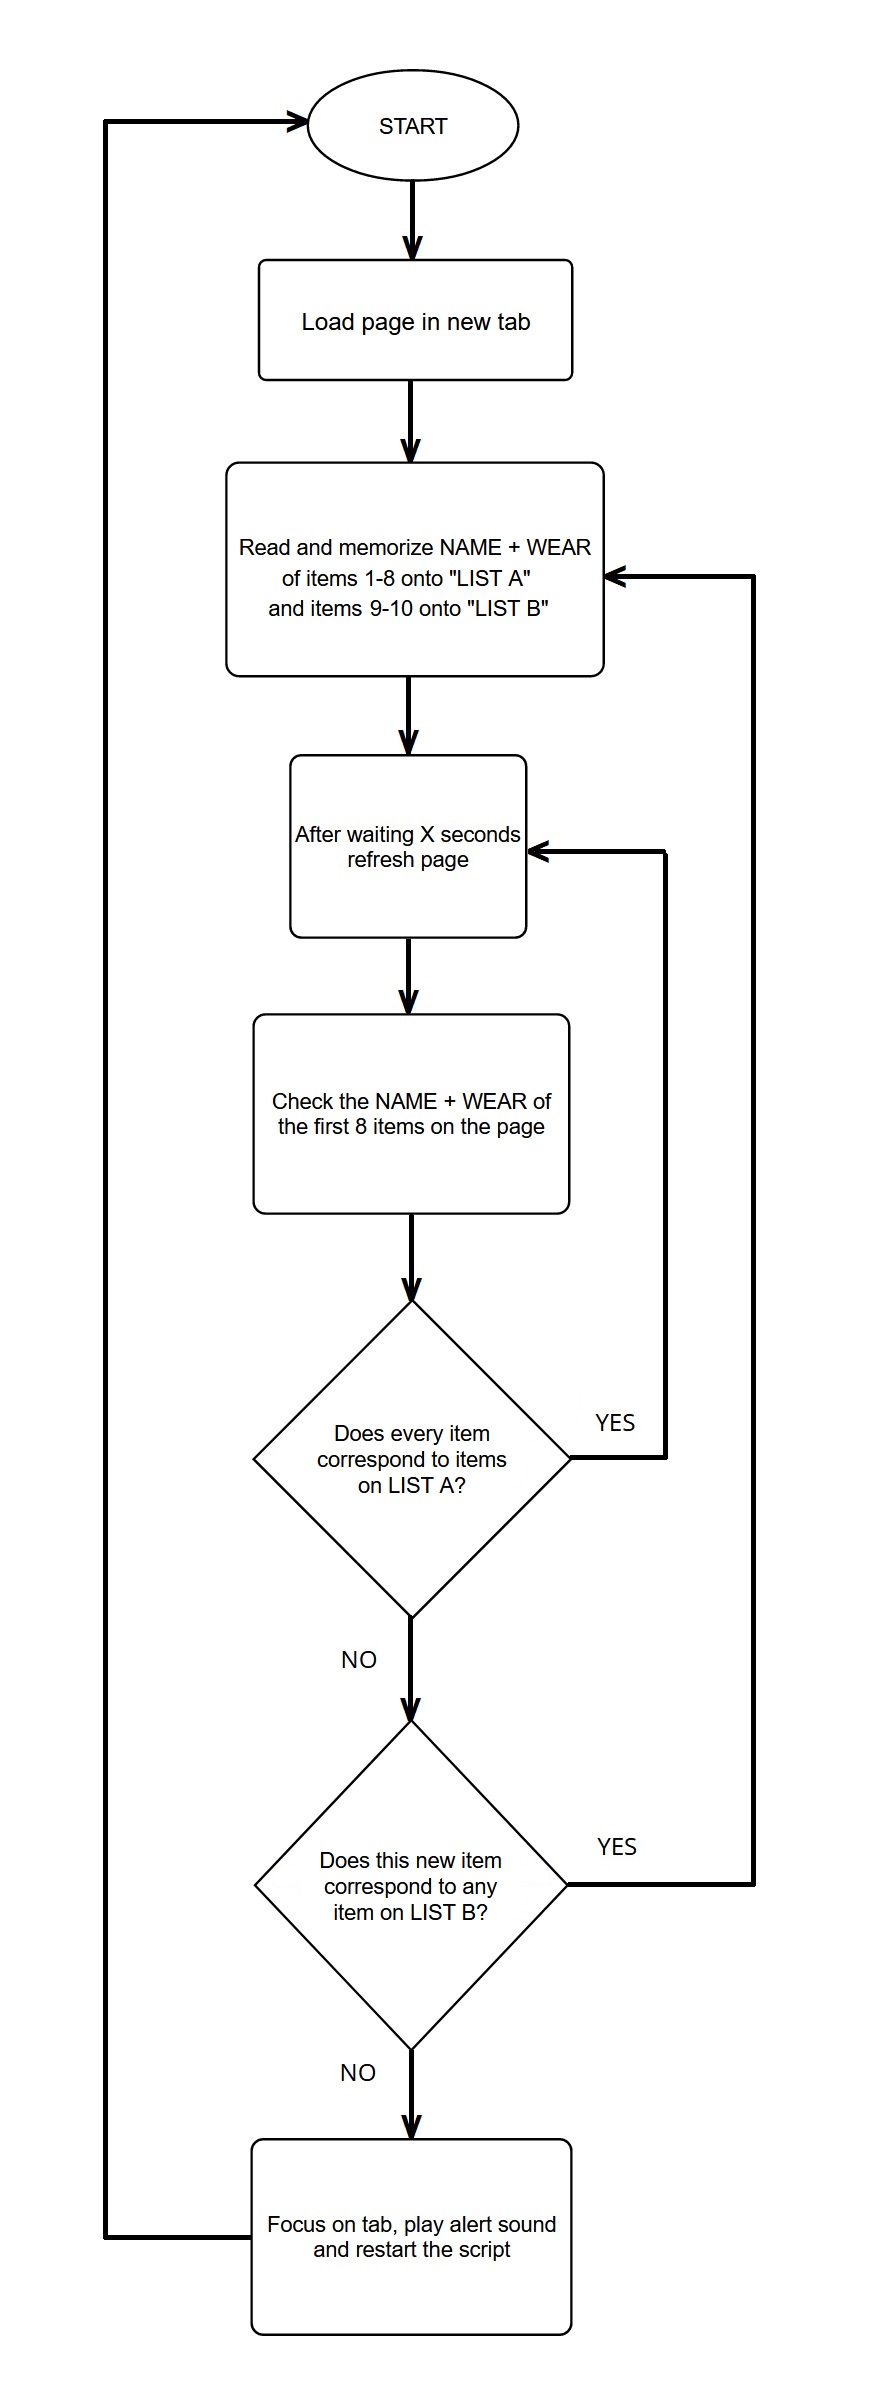 START
Load page in new tab
Read and memorize NAME + WEAR
of items 1-8 onto "LIST A"
and items 9-10 onto "LIST B"
After waiting X seconds
refresh page
Check the NAME + WEAR of
the first 8 items on the page
Does every item
correspond to items
on LIST A?
YES
NO
Does this new item
correspond to any
item on LIST B?
YES
NO
Focus on tab, play alert sound
and restart the script